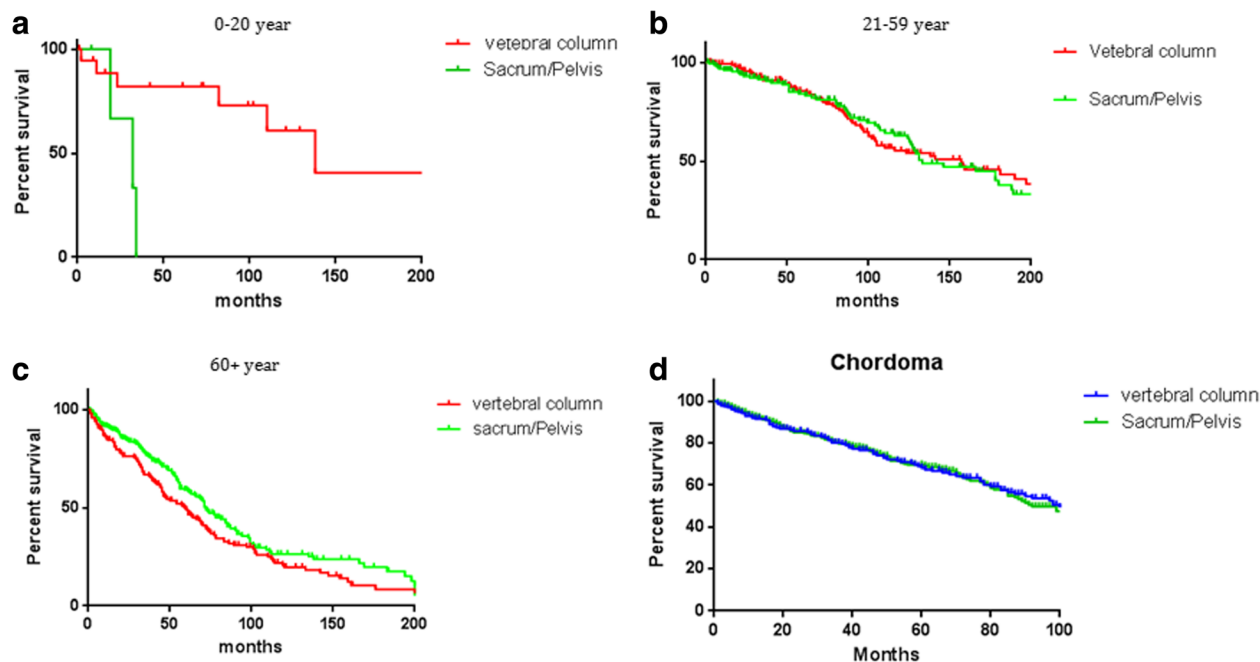 a
0-20 year
Vetebral column
Sacrum/Pelvis
Percent survival
100
50
0
0 50 100 150 200
months
b
21-59 year
Vetebral column
Sacrum/Pelvis
Percent survival
100
50
0
0 50 100 150 200
months
c
60+ year
vertebral column
sacrum/Pelvis
Percent survival
100
50
0
0 50 100 150 200
months
d
Chordoma
vertebral column
Sacrum/Pelvis
Percent survival
100
80
60
40
20
0
0 20 40 60 80 100
Months